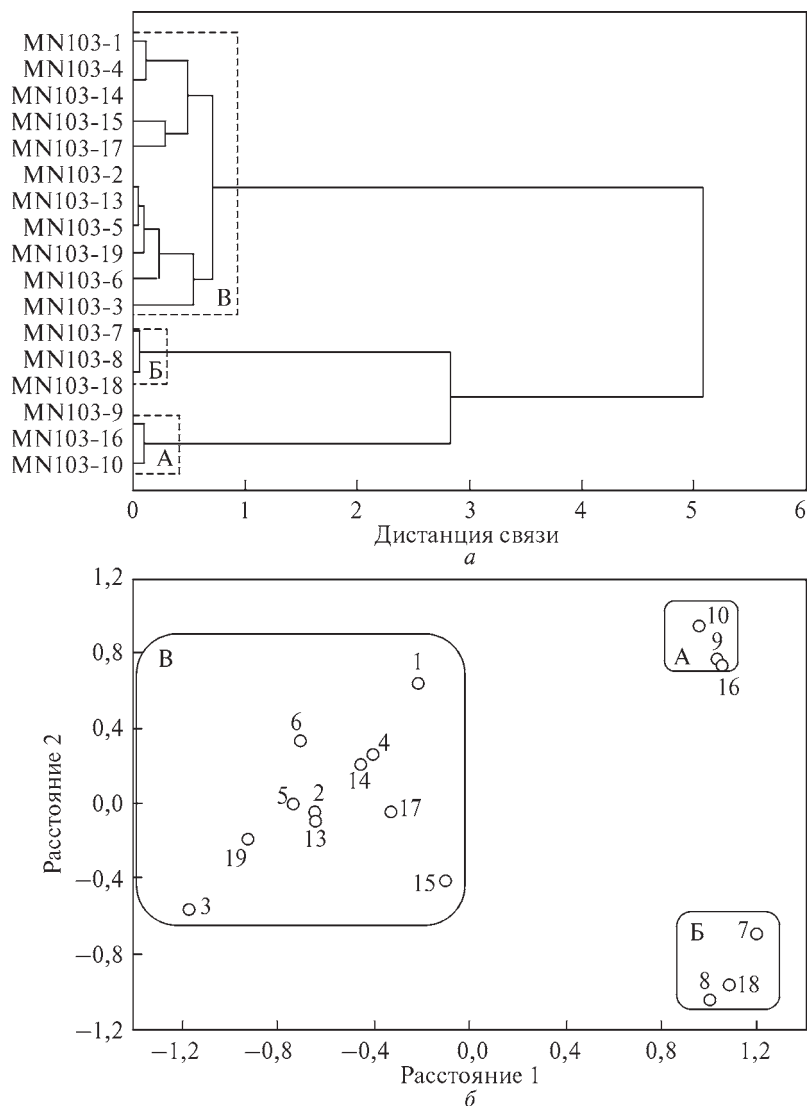 MN103-1
MN103-4
MN103-14
MN103-15
MN103-17
MN103-2
MN103-13
MN103-5
MN103-19
MN103-6
MN103-3
В
MN103-7
MN103-8
Б
MN103-18
MN103-9
MN103-16
А
MN103-10
0 1 2 3 4 5 6
Дистанция связи
а
1,2
0,8
0,4
0,0
−0,4
−0,8
−1,2
Расстояние 2
В
1
6
4
14
5
2
17
13
19
15
3
10
9
А
16
Б
7
8
18
−1,2 −0,8 −0,4 0,0 0,4 0,8 1,2
Расстояние 1
б